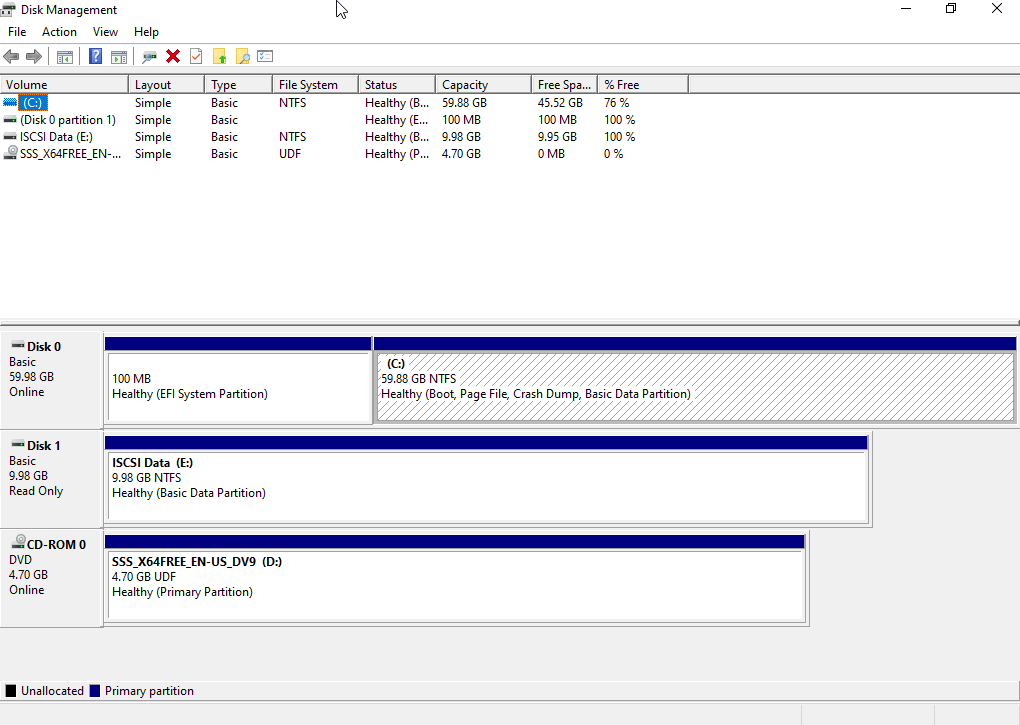 Disk Management
File Action View Help
Volume Layout Type File System Status Capacity Free Spa... % Free
(C:) Simple Basic NTFS Healthy (B... 59.88 GB 45.52 GB 76 %
(Disk 0 partition 1) Simple Basic Healthy (E... 100 MB 100 MB 100 %
ISCSI Data (E:) Simple Basic NTFS Healthy (B... 9.98 GB 9.95 GB 100 %
SSS_X64FREE_EN-... Simple Basic UDF Healthy (P... 4.70 GB 0 MB 0 %
Disk 0
Basic
59.98 GB
Online
100 MB
Healthy (EFI System Partition)
(C:)
59.88 GB NTFS
Healthy (Boot, Page File, Crash Dump, Basic Data Partition)
Disk 1
Basic
9.98 GB
Read Only
ISCSI Data (E:)
9.98 GB NTFS
Healthy (Basic Data Partition)
CD-ROM 0
DVD
4.70 GB
Online
SSS_X64FREE_EN-US_DV9 (D:)
4.70 GB UDF
Healthy (Primary Partition)
Unallocated Primary partition